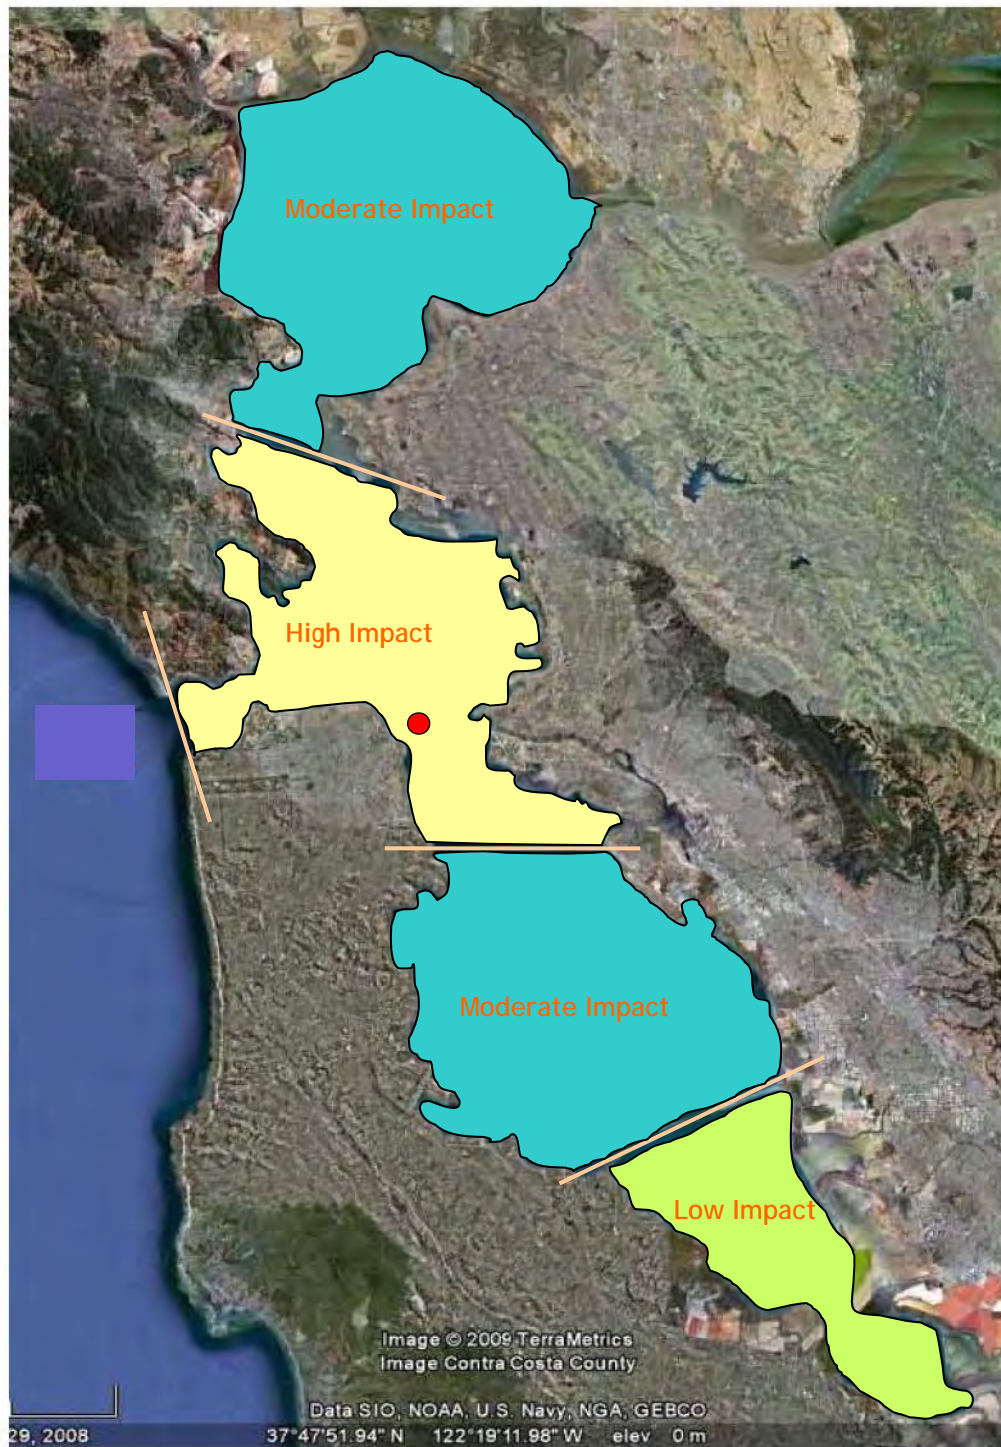 Moderate Impact
High Impact
Moderate Impact
Low Impact
Image © 2009 TerraMetrics
Image Contra Costa County
Data SIO, NOAA, U.S. Navy, NGA, GEBCO
29, 2008 37°47'51.94" N 122°19'11.98" W elev 0 m